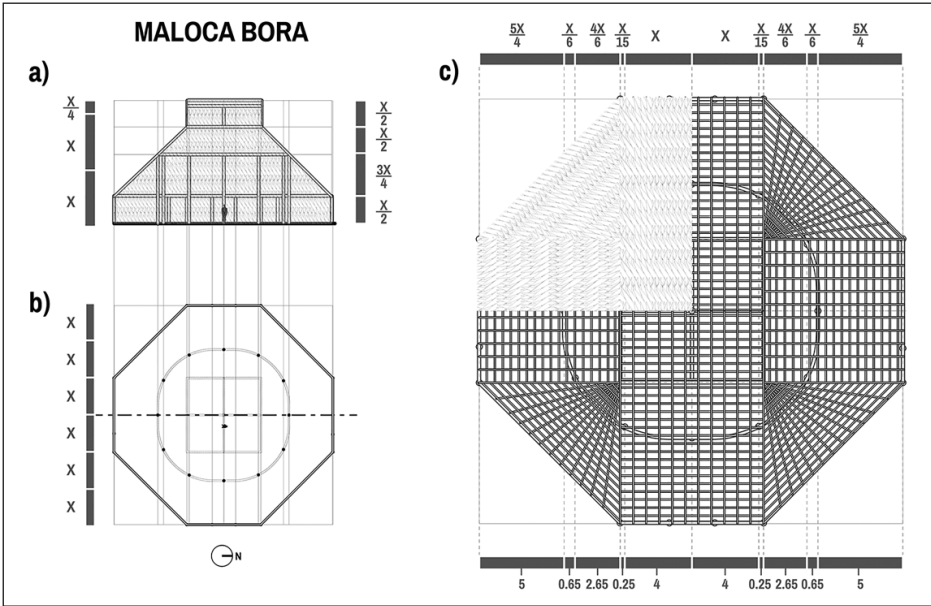 MALOCA BORA
a)
X/4
X
X
X/2
X/2
3X/4
X/2
b)
X
X
X
X
X
X
N
c)
5X/4 X/6 4X/6 X/15 X X X/15 4X/6 X/6 5X/4
5 0.65 2.65 0.25 4 4 0.25 2.65 0.65 5